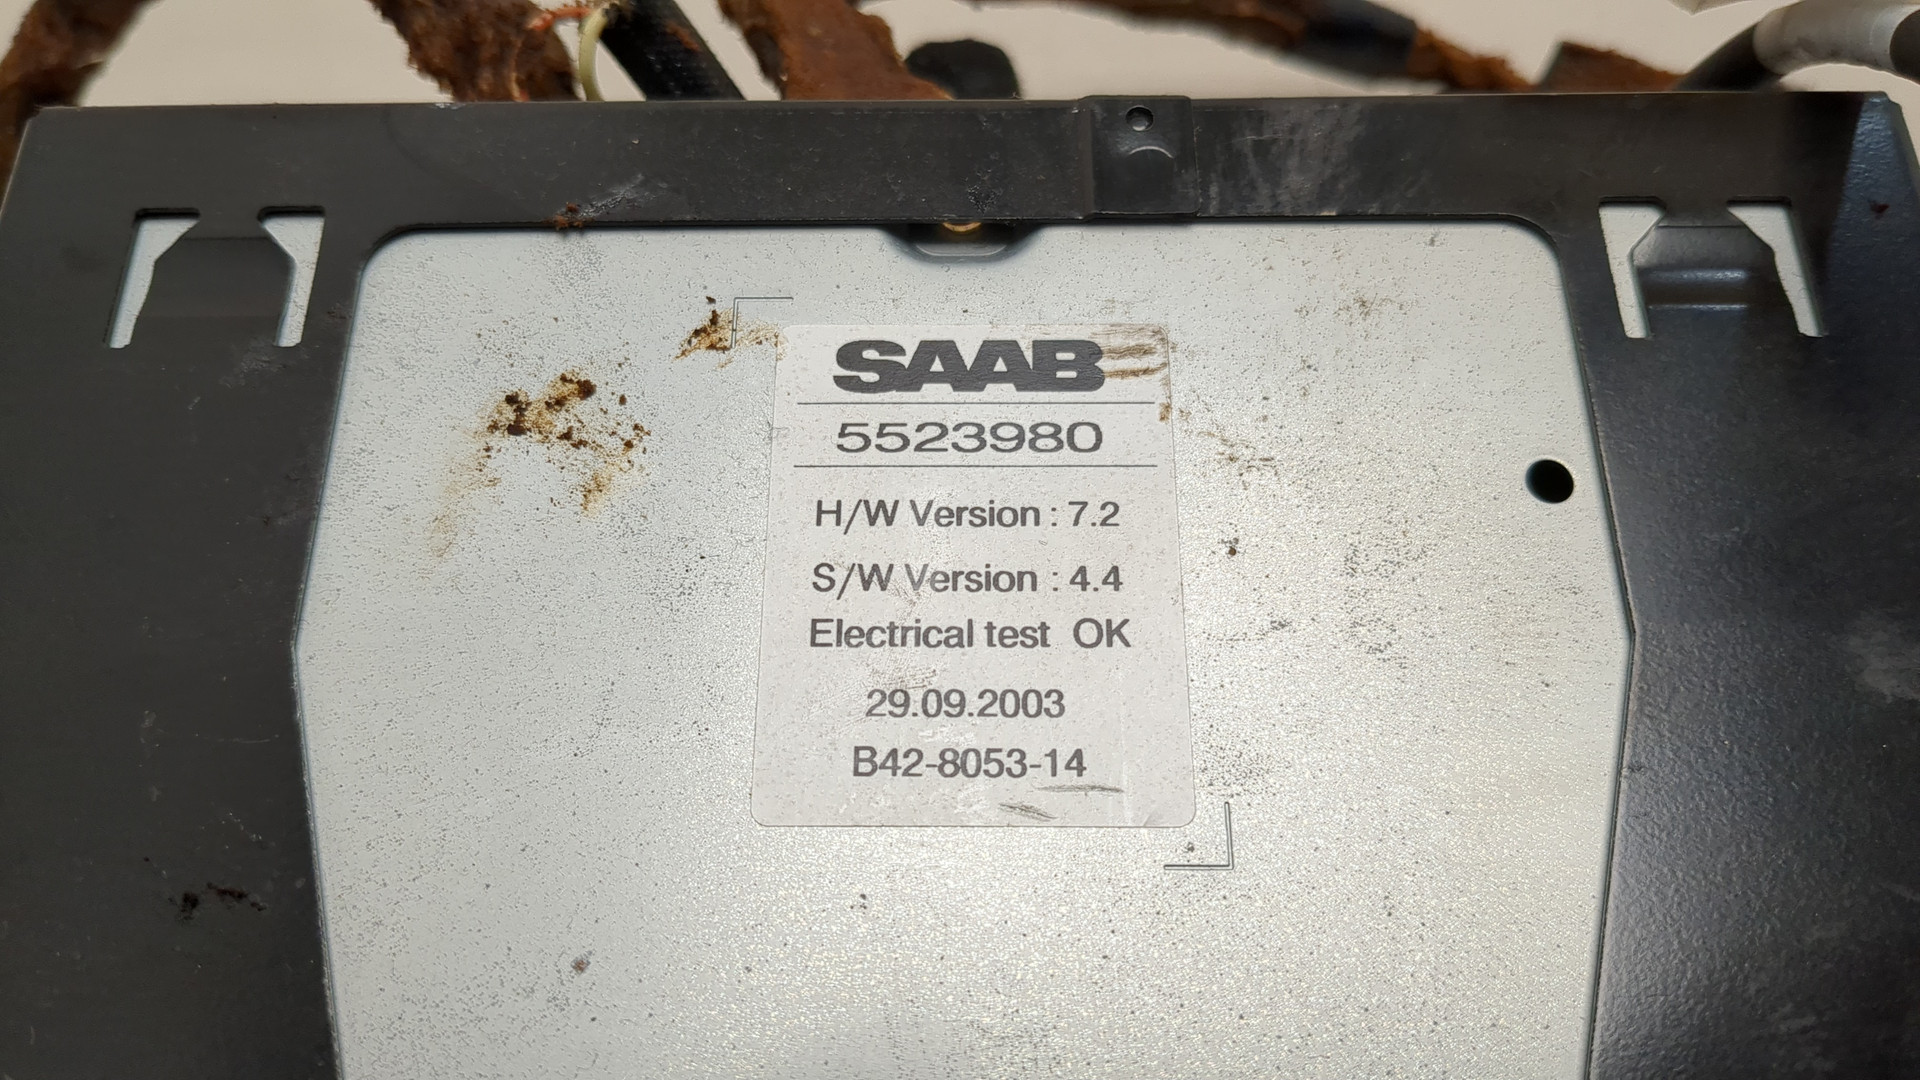 SAAB
5523980
H/W Version : 7.2
S/W Version : 4.4
Electrical test OK
29.09.2003
B42-8053-14